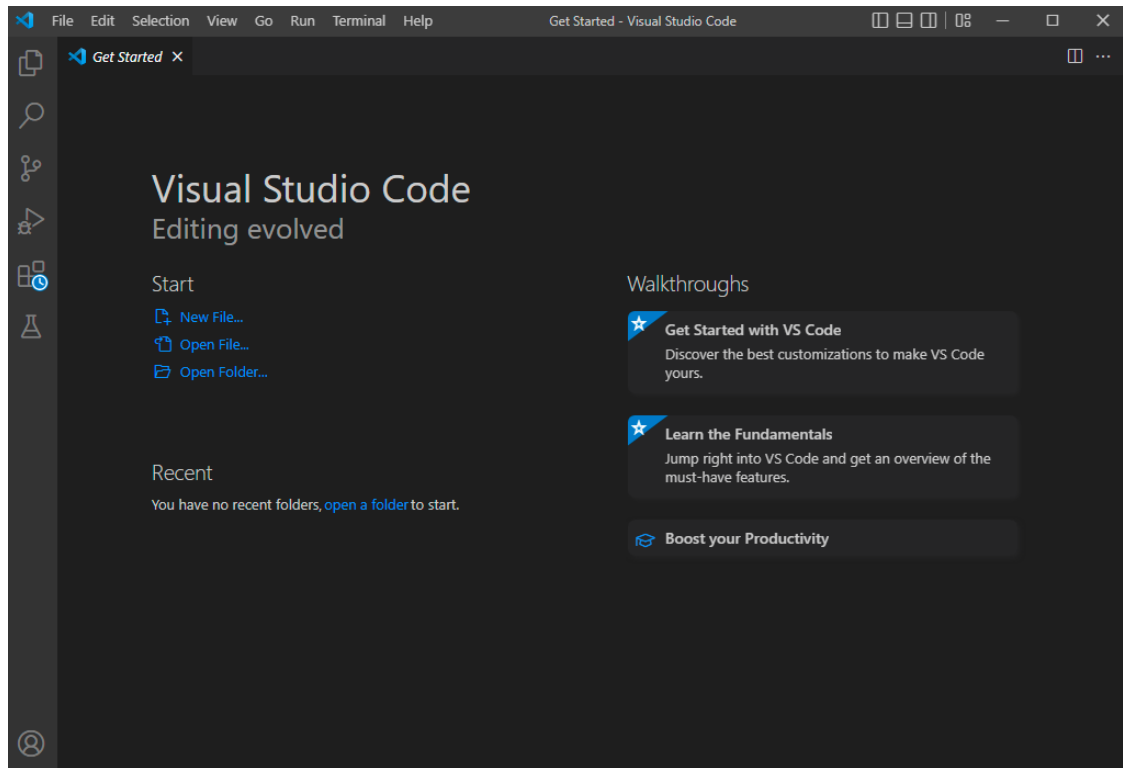 File Edit Selection View Go Run Terminal Help
Get Started - Visual Studio Code
Get Started
Visual Studio Code
Editing evolved
Start
New File...
Open File...
Open Folder...
Recent
You have no recent folders, open a folder to start.
Walkthroughs
Get Started with VS Code
Discover the best customizations to make VS Code
yours.
Learn the Fundamentals
Jump right into VS Code and get an overview of the
must-have features.
Boost your Productivity